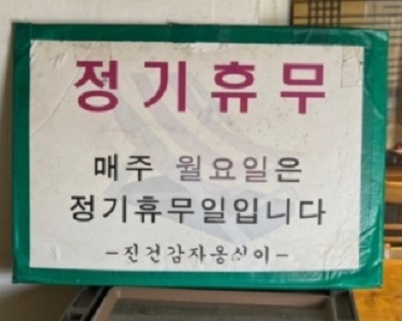 정기휴무
매주 월요일은
정기휴무일입니다
-진건감자옹심이-